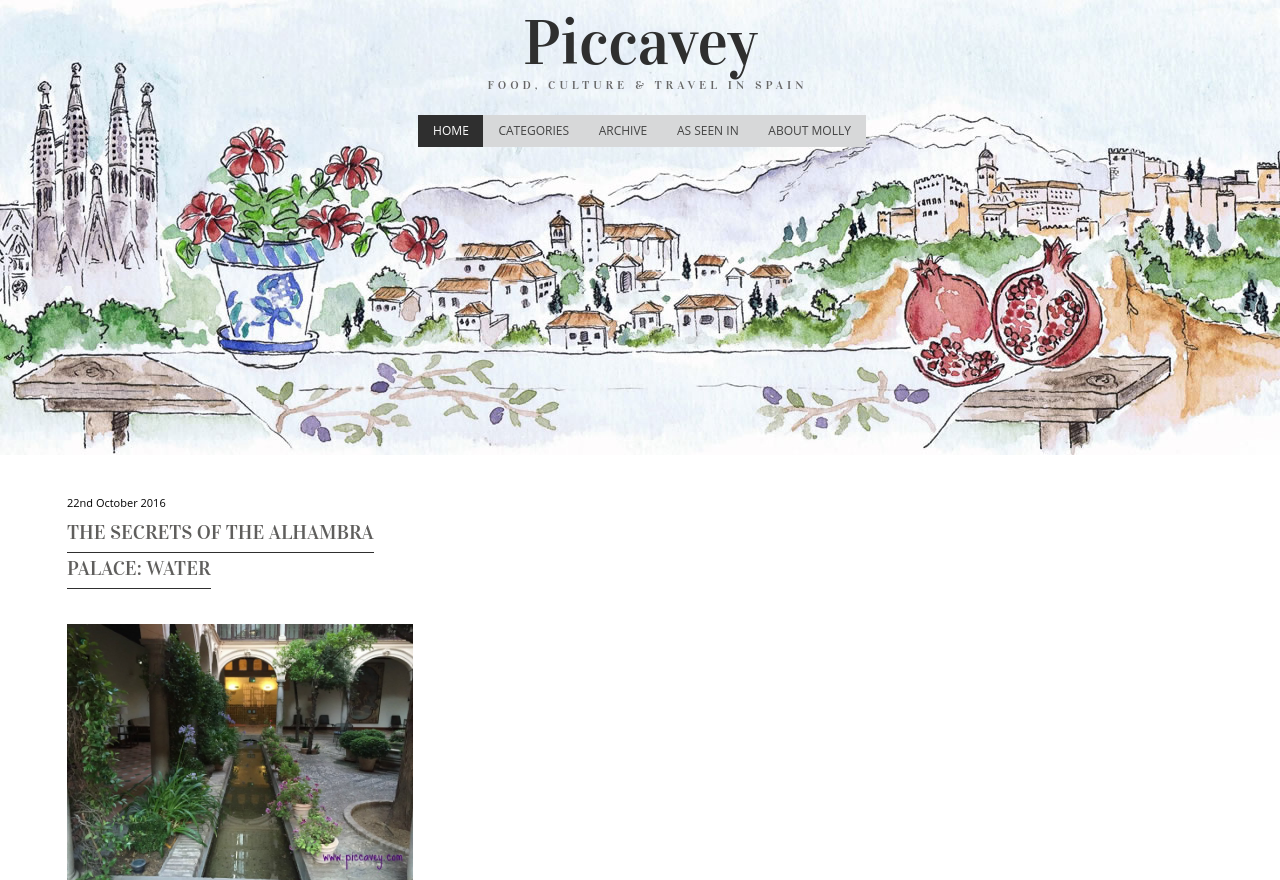 Piccavey
FOOD, CULTURE & TRAVEL IN SPAIN
HOME CATEGORIES ARCHIVE AS SEEN IN ABOUT MOLLY
22nd October 2016
THE SECRETS OF THE ALHAMBRA
PALACE: WATER
www.piccavey.com